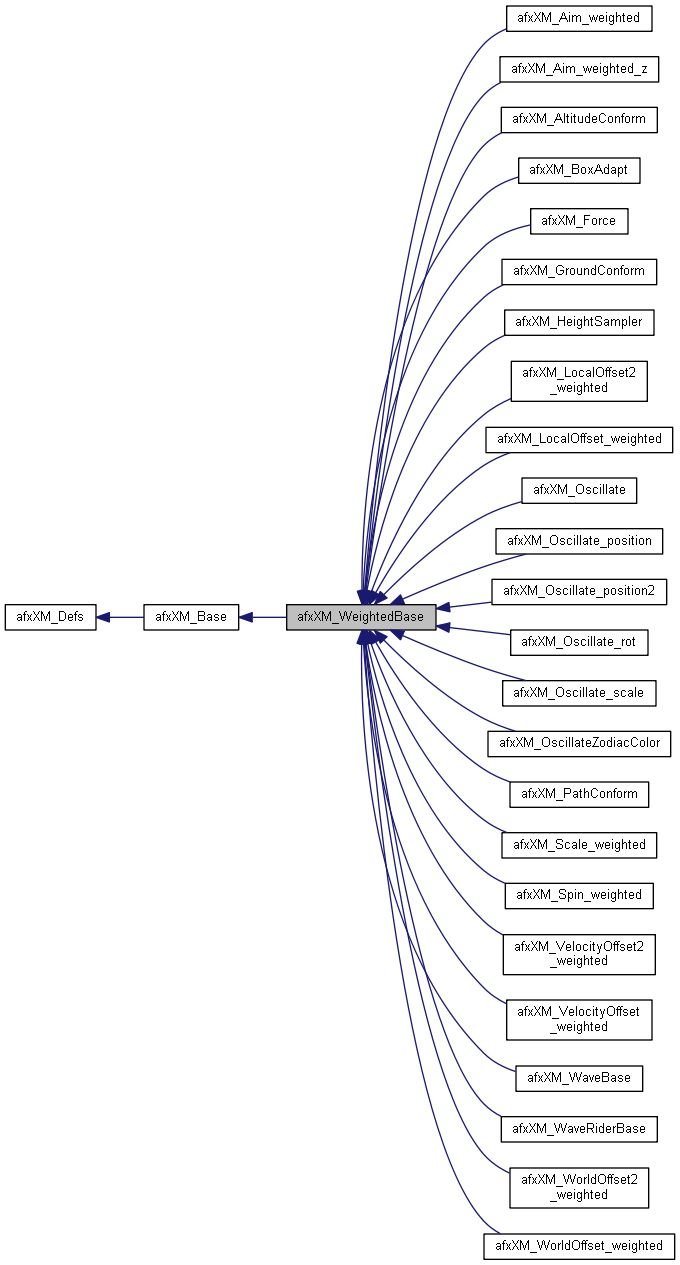 afxXM_Aim_weighted
afxXM_Aim_weighted_z
afxXM_AltitudeConform
afxXM_BoxAdapt
afxXM_Force
afxXM_GroundConform
afxXM_HeightSampler
afxXM_LocalOffset2
_weighted
afxXM_LocalOffset_weighted
afxXM_Oscillate
afxXM_Oscillate_position
afxXM_Oscillate_position2
afxXM_Defs
afxXM_Base
afxXM_WeightedBase
afxXM_Oscillate_rot
afxXM_Oscillate_scale
afxXM_OscillateZodiacColor
afxXM_PathConform
afxXM_Scale_weighted
afxXM_Spin_weighted
afxXM_VelocityOffset2
_weighted
afxXM_VelocityOffset
_weighted
afxXM_WaveBase
afxXM_WaveRiderBase
afxXM_WorldOffset2
_weighted
afxXM_WorldOffset_weighted